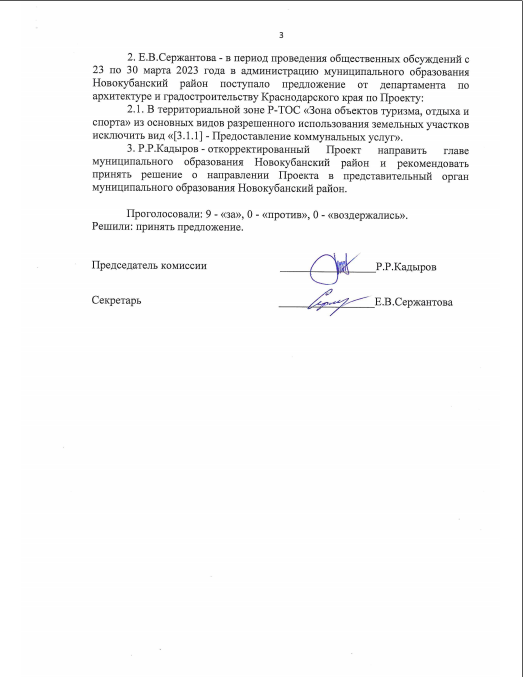 3
2. Е.В.Сержантова - в период проведения общественных обсуждений с
23 по 30 марта 2023 года в администрацию муниципального образования
Новокубанский район поступало предложение от департамента по
архитектуре и градостроительству Краснодарского края по Проекту:
2.1. В территориальной зоне Р-ТОС «Зона объектов туризма, отдыха и
спорта» из основных видов разрешенного использования земельных участков
исключить вид «[3.1.1] - Предоставление коммунальных услуг».
3. Р.Р.Кадыров - откорректированный Проект направить главе
муниципального образования Новокубанский район и рекомендовать
принять решение о направлении Проекта в представительный орган
муниципального образования Новокубанский район.
Проголосовали: 9 - «за», 0 - «против», 0 - «воздержались».
Решили: принять предложение.
Председатель комиссии Р.Р.Кадыров
Секретарь Е.В.Сержантова